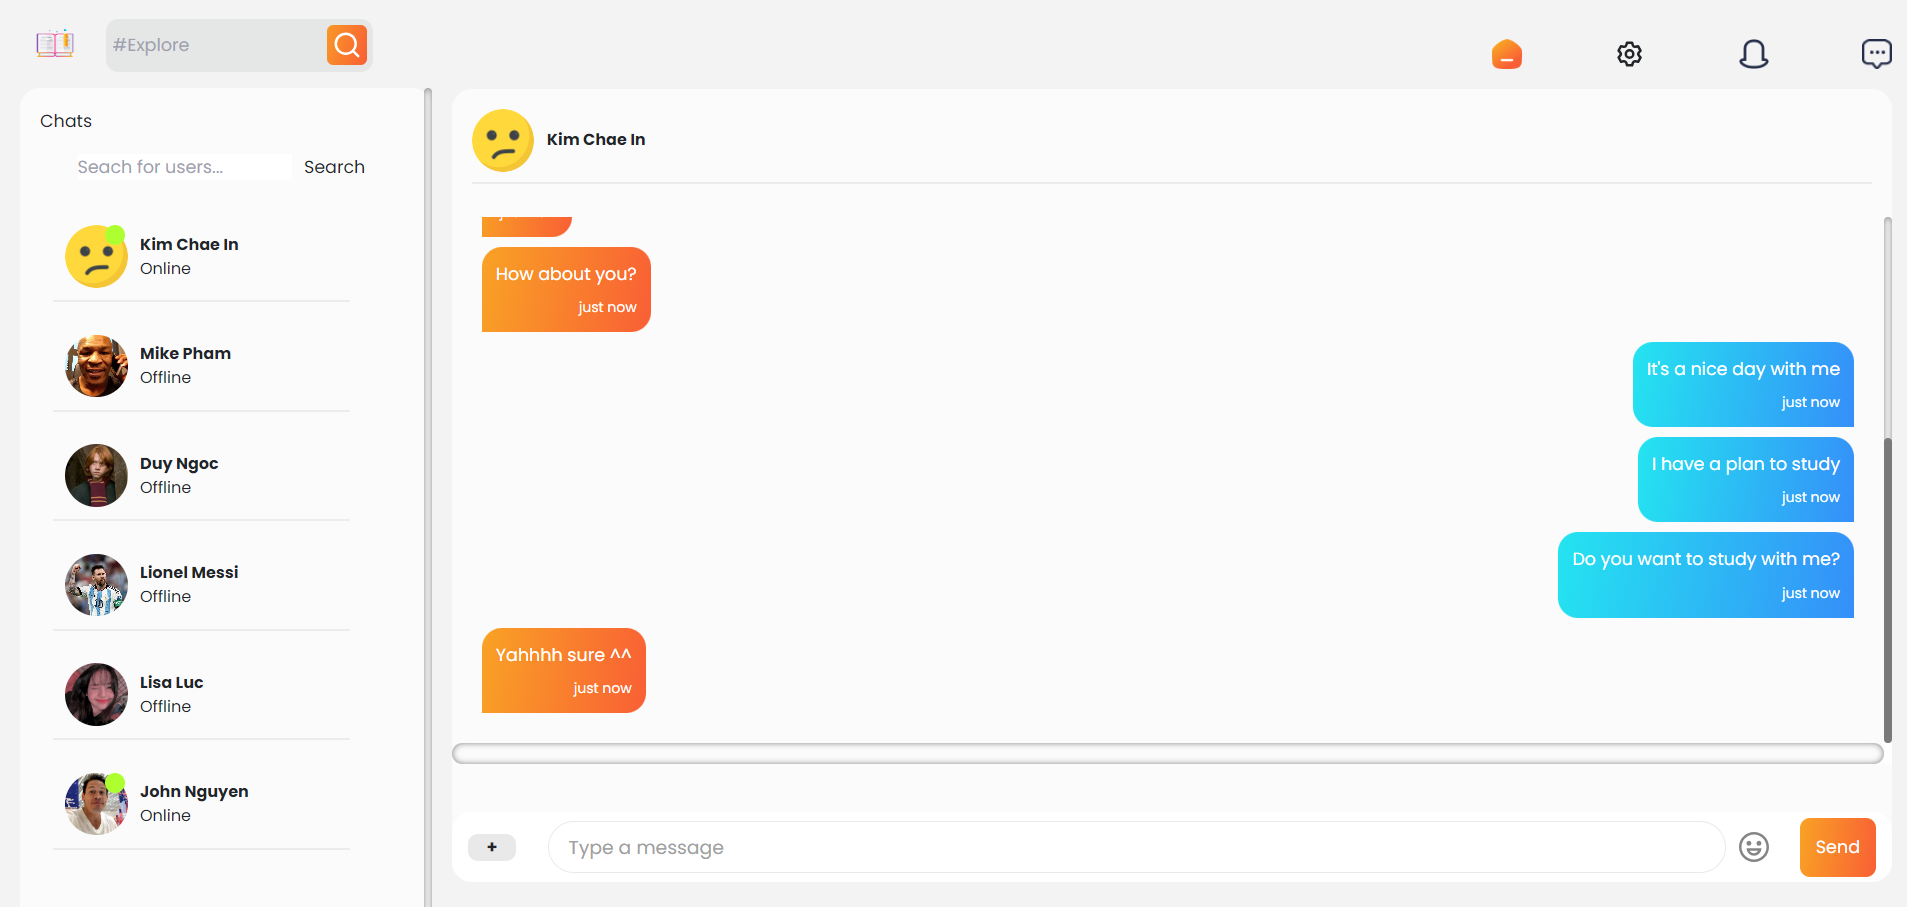 #Explore
Chats
Seach for users...
Search
Kim Chae In
Online
Mike Pham
Offline
Duy Ngoc
Offline
Lionel Messi
Offline
Lisa Luc
Offline
John Nguyen
Online
Kim Chae In
How about you?
just now
It's a nice day with me
just now
I have a plan to study
just now
Do you want to study with me?
just now
Yahhhh sure ^^
just now
+
Type a message
Send